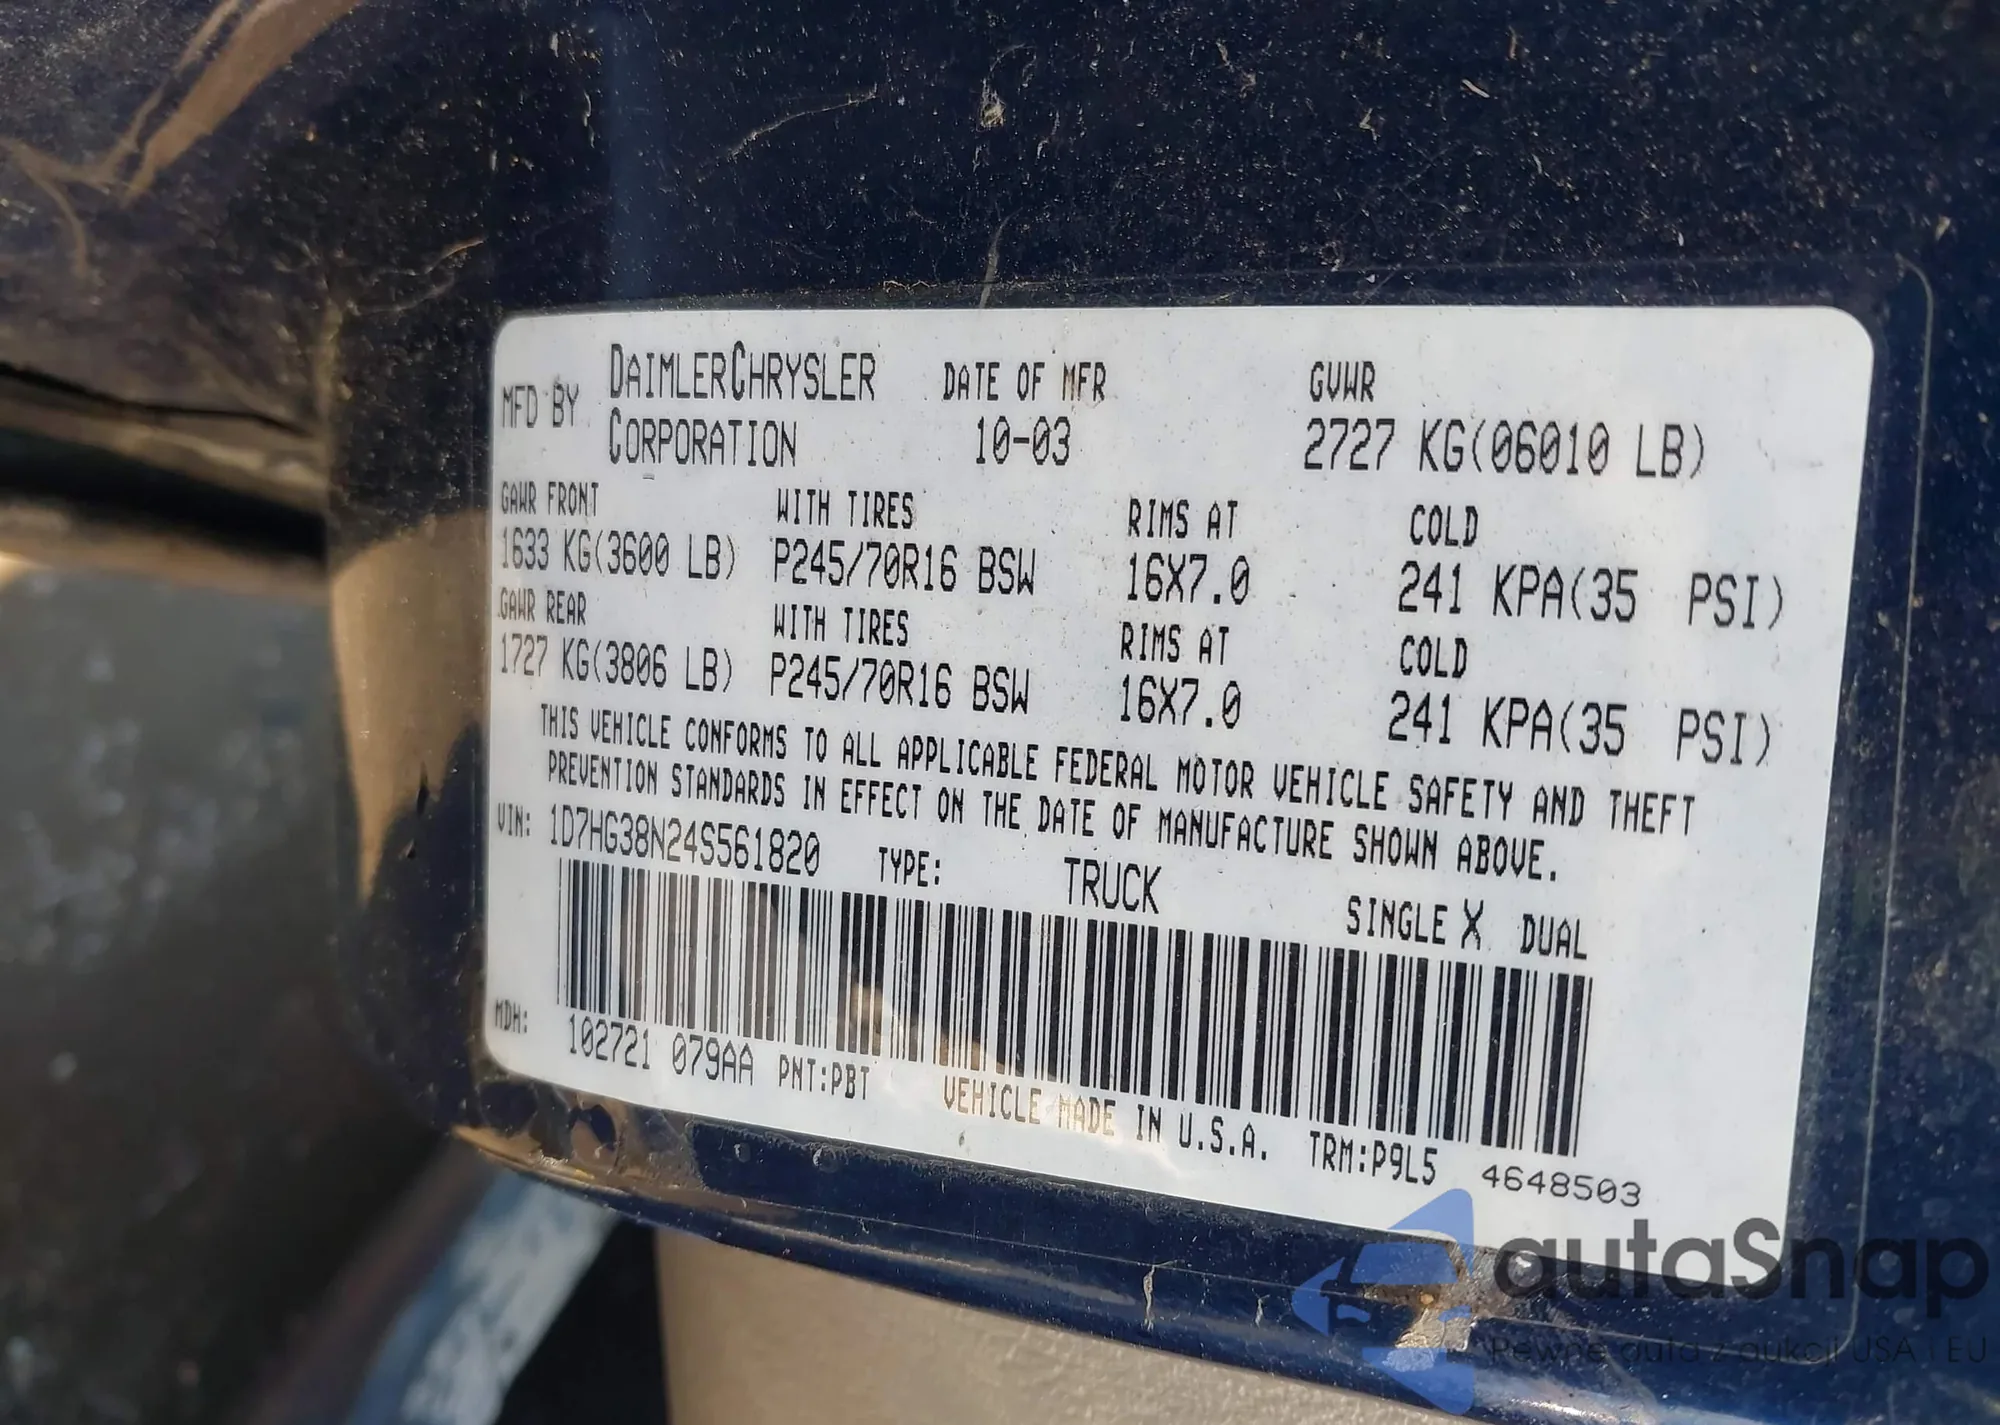 MFD BY DAIMLERCHRYSLER CORPORATION
DATE OF MFR 10-03
GVWR 2727 KG(06010 LB)
GAWR FRONT WITH TIRES RIMS AT COLD
1633 KG(3600 LB) P245/70R16 BSW 16X7.0 241 KPA(35 PSI)
GAWR REAR WITH TIRES RIMS AT COLD
1727 KG(3806 LB) P245/70R16 BSW 16X7.0 241 KPA(35 PSI)
THIS VEHICLE CONFORMS TO ALL APPLICABLE FEDERAL MOTOR VEHICLE SAFETY AND THEFT
PREVENTION STANDARDS IN EFFECT ON THE DATE OF MANUFACTURE SHOWN ABOVE.
VIN: 1D7HG38N24S561820 TYPE: TRUCK SINGLE X DUAL
MDH: 102721 079AA PNT:PBT VEHICLE MADE IN U.S.A. TRM:P9L5 4648503
autaSnap
Pewne auta z aukcji USA i EU